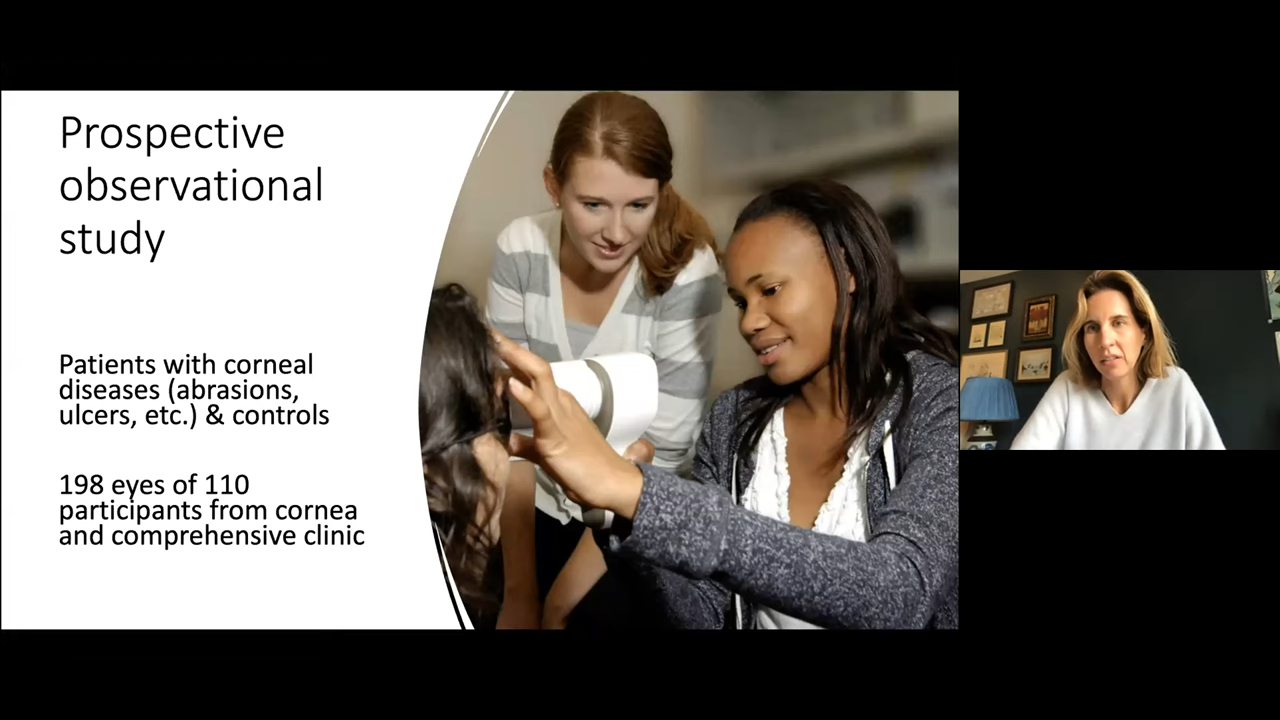 Prospective
observational
study
Patients with corneal
diseases (abrasions,
ulcers, etc.) & controls
198 eyes of 110
participants from cornea
and comprehensive clinic